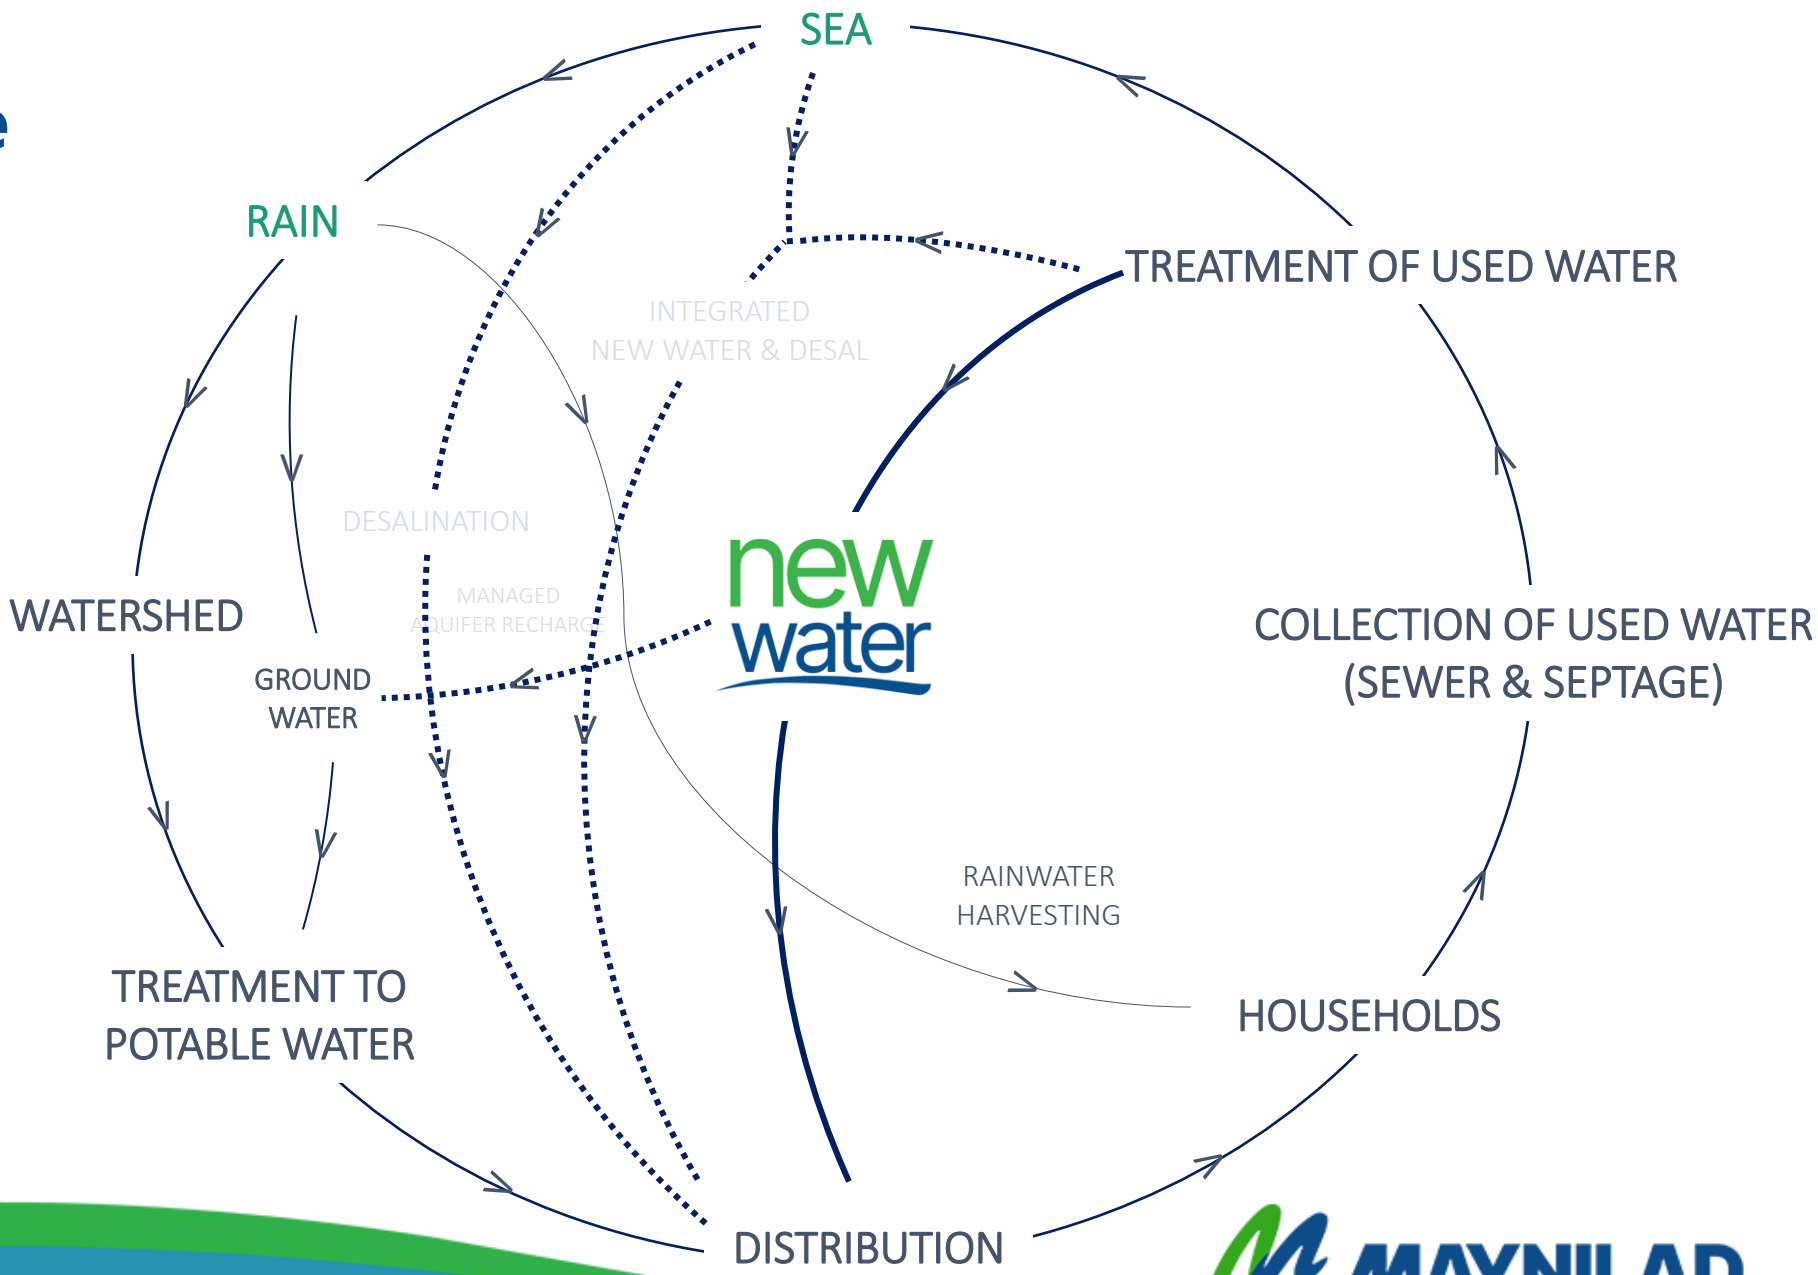 SEA
e
RAIN
TREATMENT OF USED WATER
INTEGRATED
NEW WATER & DESAL
DESALINATION
new
water
MANAGED
AQUIFER RECHARGE
WATERSHED
COLLECTION OF USED WATER
(SEWER & SEPTAGE)
GROUND
WATER
RAINWATER
HARVESTING
TREATMENT TO
POTABLE WATER
HOUSEHOLDS
DISTRIBUTION
MAYNILAD